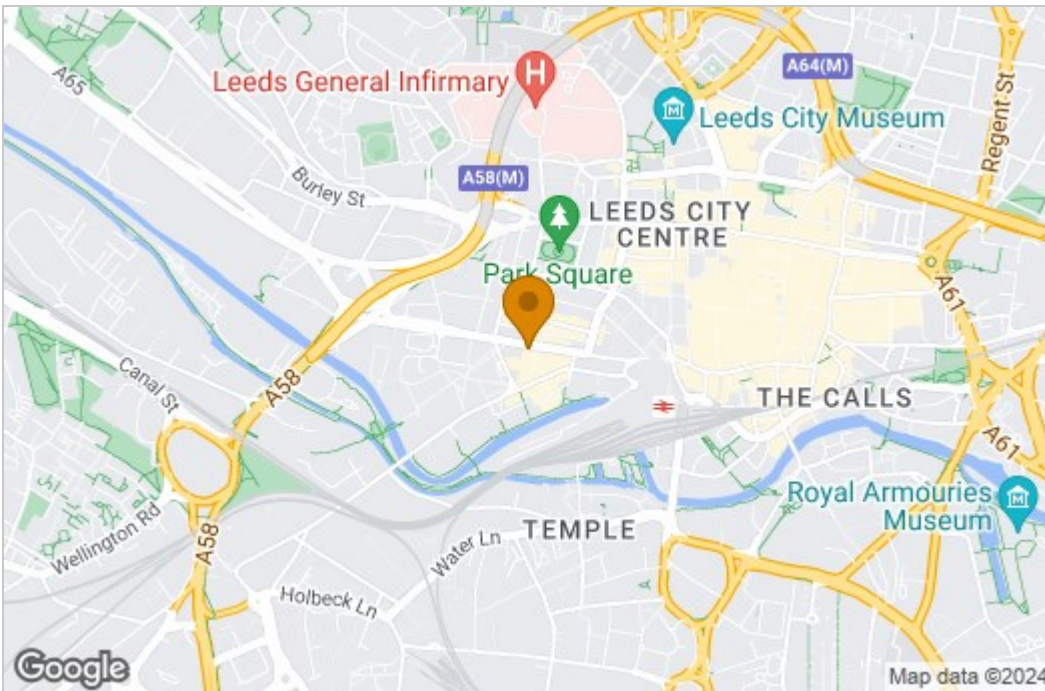 A65
Leeds General Infirmary
H
A64(M)
Leeds City Museum
Regent St
Burley St
A58(M)
LEEDS CITY
CENTRE
Park Square
A61
A58
Canal St
THE CALLS
A61
Royal Armouries
Museum
Wellington Rd
A58
TEMPLE
Water Ln
Holbeck Ln
Google
Map data ©2024